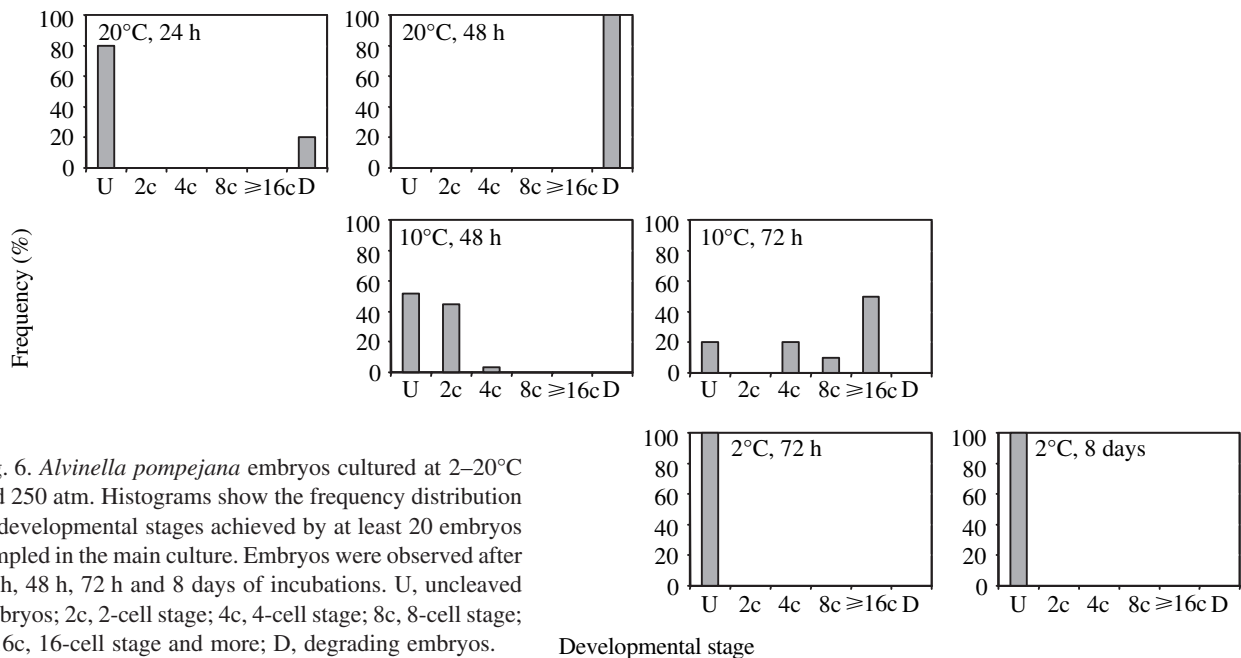 20°C, 24 h
100
80
60
40
20
0
U 2c 4c 8c ≥16c D
20°C, 48 h
100
80
60
40
20
0
U 2c 4c 8c ≥16c D
Frequency (%)
10°C, 48 h
100
80
60
40
20
0
U 2c 4c 8c ≥16c D
10°C, 72 h
100
80
60
40
20
0
U 2c 4c 8c ≥16c D
2°C, 72 h
100
80
60
40
20
0
U 2c 4c 8c ≥16c D
2°C, 8 days
100
80
60
40
20
0
U 2c 4c 8c ≥16c D
Developmental stage
g. 6. Alvinella pompejana embryos cultured at 2–20°C
d 250 atm. Histograms show the frequency distribution
developmental stages achieved by at least 20 embryos
mpled in the main culture. Embryos were observed after
h, 48 h, 72 h and 8 days of incubations. U, uncleaved
bryos; 2c, 2-cell stage; 4c, 4-cell stage; 8c, 8-cell stage;
6c, 16-cell stage and more; D, degrading embryos.